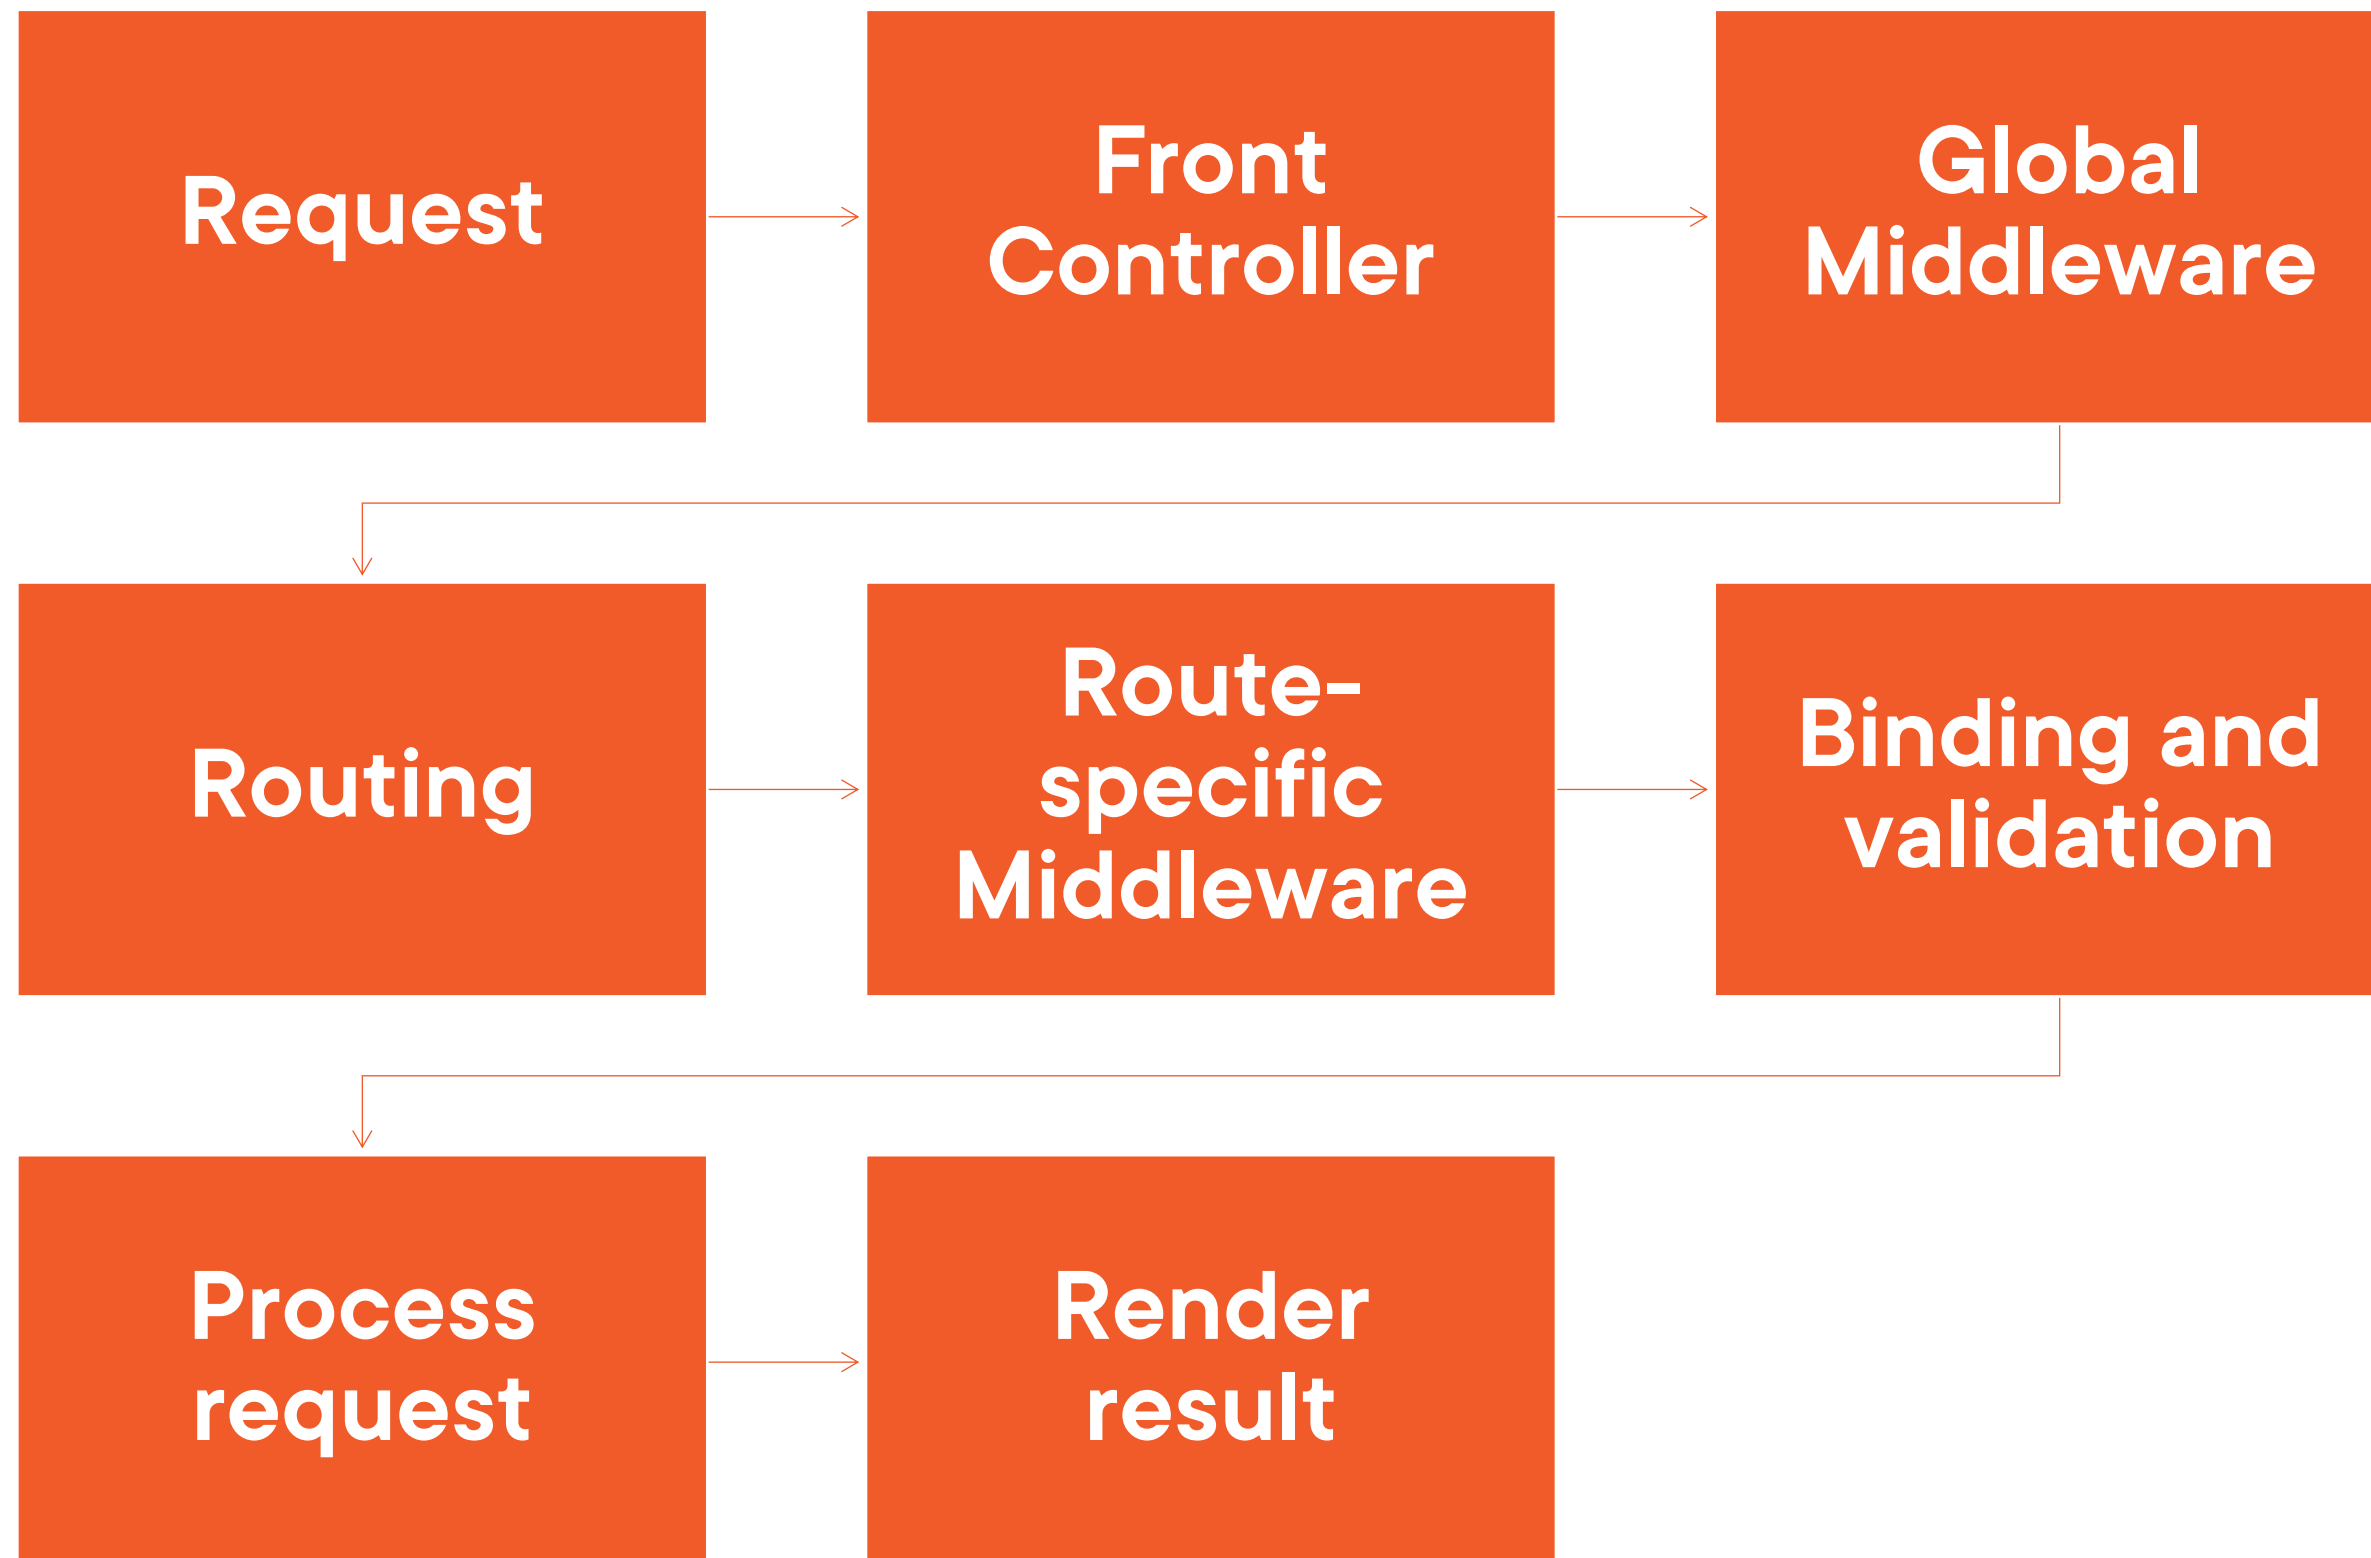 Request
Front
Controller
Global
Middleware
Routing
Route-
specific
Middleware
Binding and
validation
Process
request
Render
result